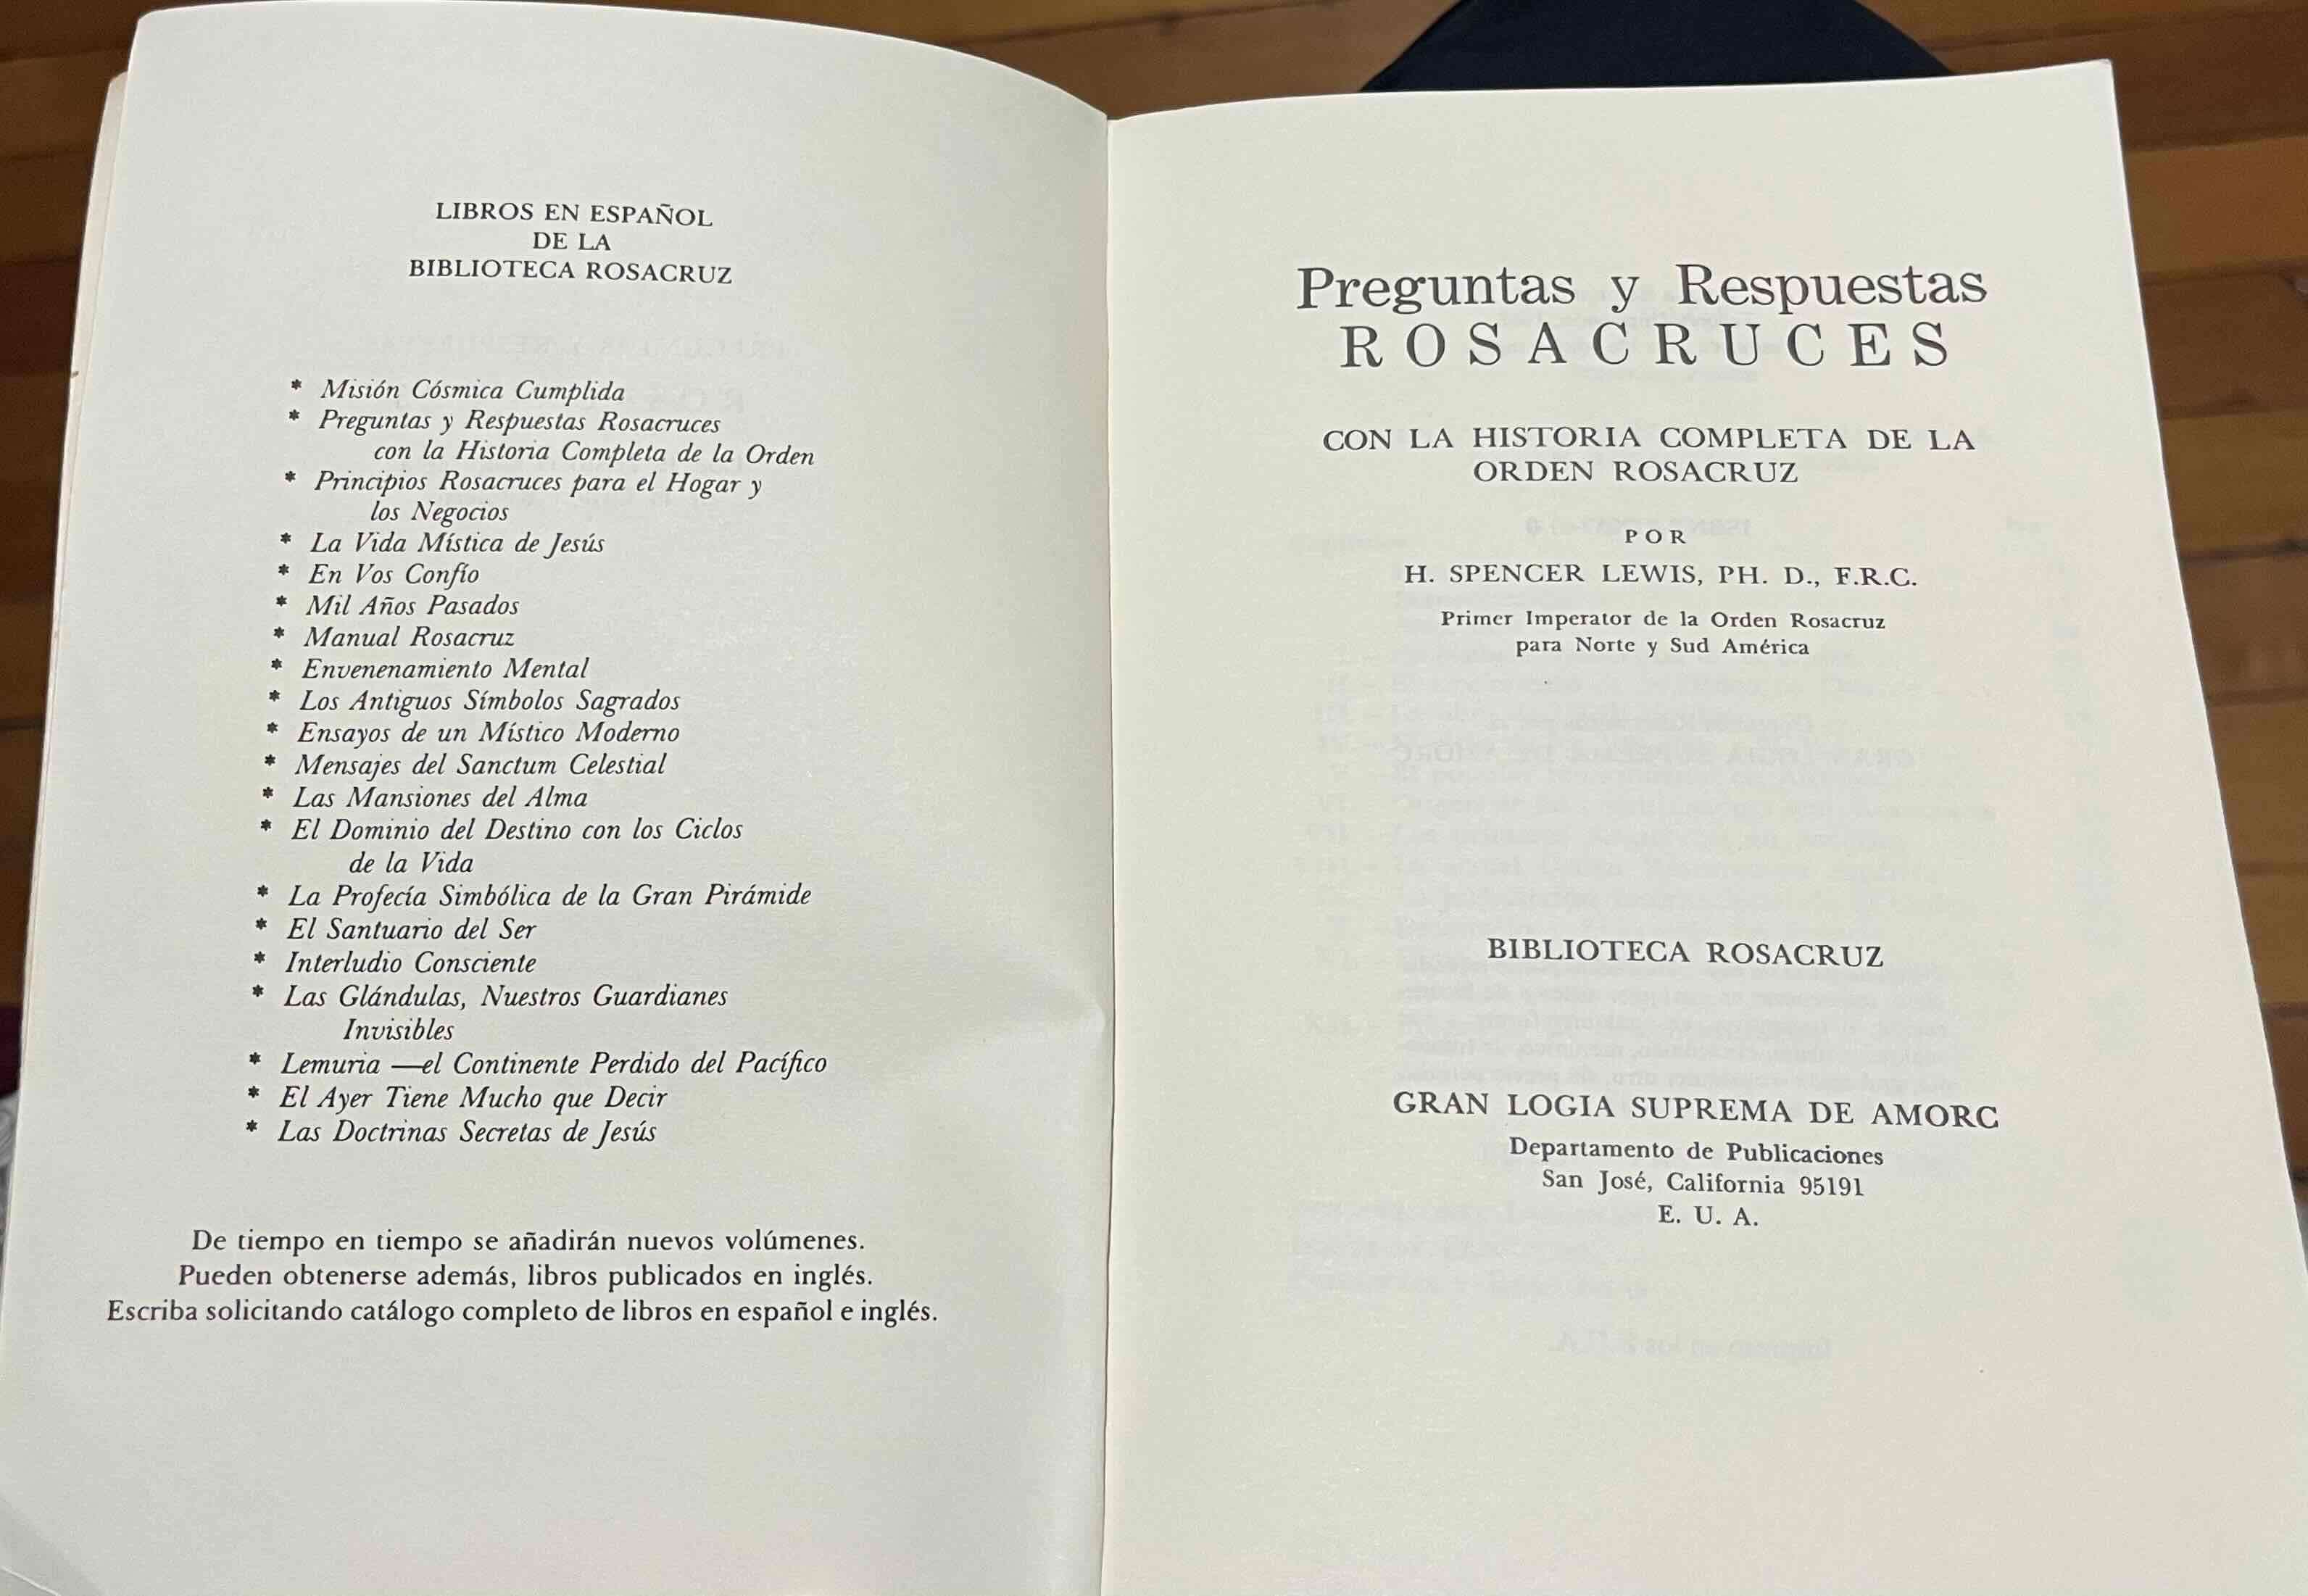 LIBROS EN ESPAÑOL
DE LA
BIBLIOTECA ROSACRUZ
* Misión Cósmica Cumplida
* Preguntas y Respuestas Rosacruces
con la Historia Completa de la Orden
* Principios Rosacruces para el Hogar y
los Negocios
* La Vida Mística de Jesús
* En Vos Confío
* Mil Años Pasados
* Manual Rosacruz
* Envenenamiento Mental
* Los Antiguos Símbolos Sagrados
* Ensayos de un Místico Moderno
* Mensajes del Sanctum Celestial
* Las Mansiones del Alma
* El Dominio del Destino con los Ciclos
de la Vida
* La Profecía Simbólica de la Gran Pirámide
* El Santuario del Ser
* Interludio Consciente
* Las Glándulas, Nuestros Guardianes
Invisibles
* Lemuria —el Continente Perdido del Pacífico
* El Ayer Tiene Mucho que Decir
* Las Doctrinas Secretas de Jesús
De tiempo en tiempo se añadirán nuevos volúmenes.
Pueden obtenerse además, libros publicados en inglés.
Escriba solicitando catálogo completo de libros en español e inglés.
Preguntas y Respuestas
ROSACRUCES
CON LA HISTORIA COMPLETA DE LA
ORDEN ROSACRUZ
POR
H. SPENCER LEWIS, PH. D., F.R.C.
Primer Imperator de la Orden Rosacruz
para Norte y Sud América
BIBLIOTECA ROSACRUZ
GRAN LOGIA SUPREMA DE AMORC
Departamento de Publicaciones
San José, California 95191
E. U. A.